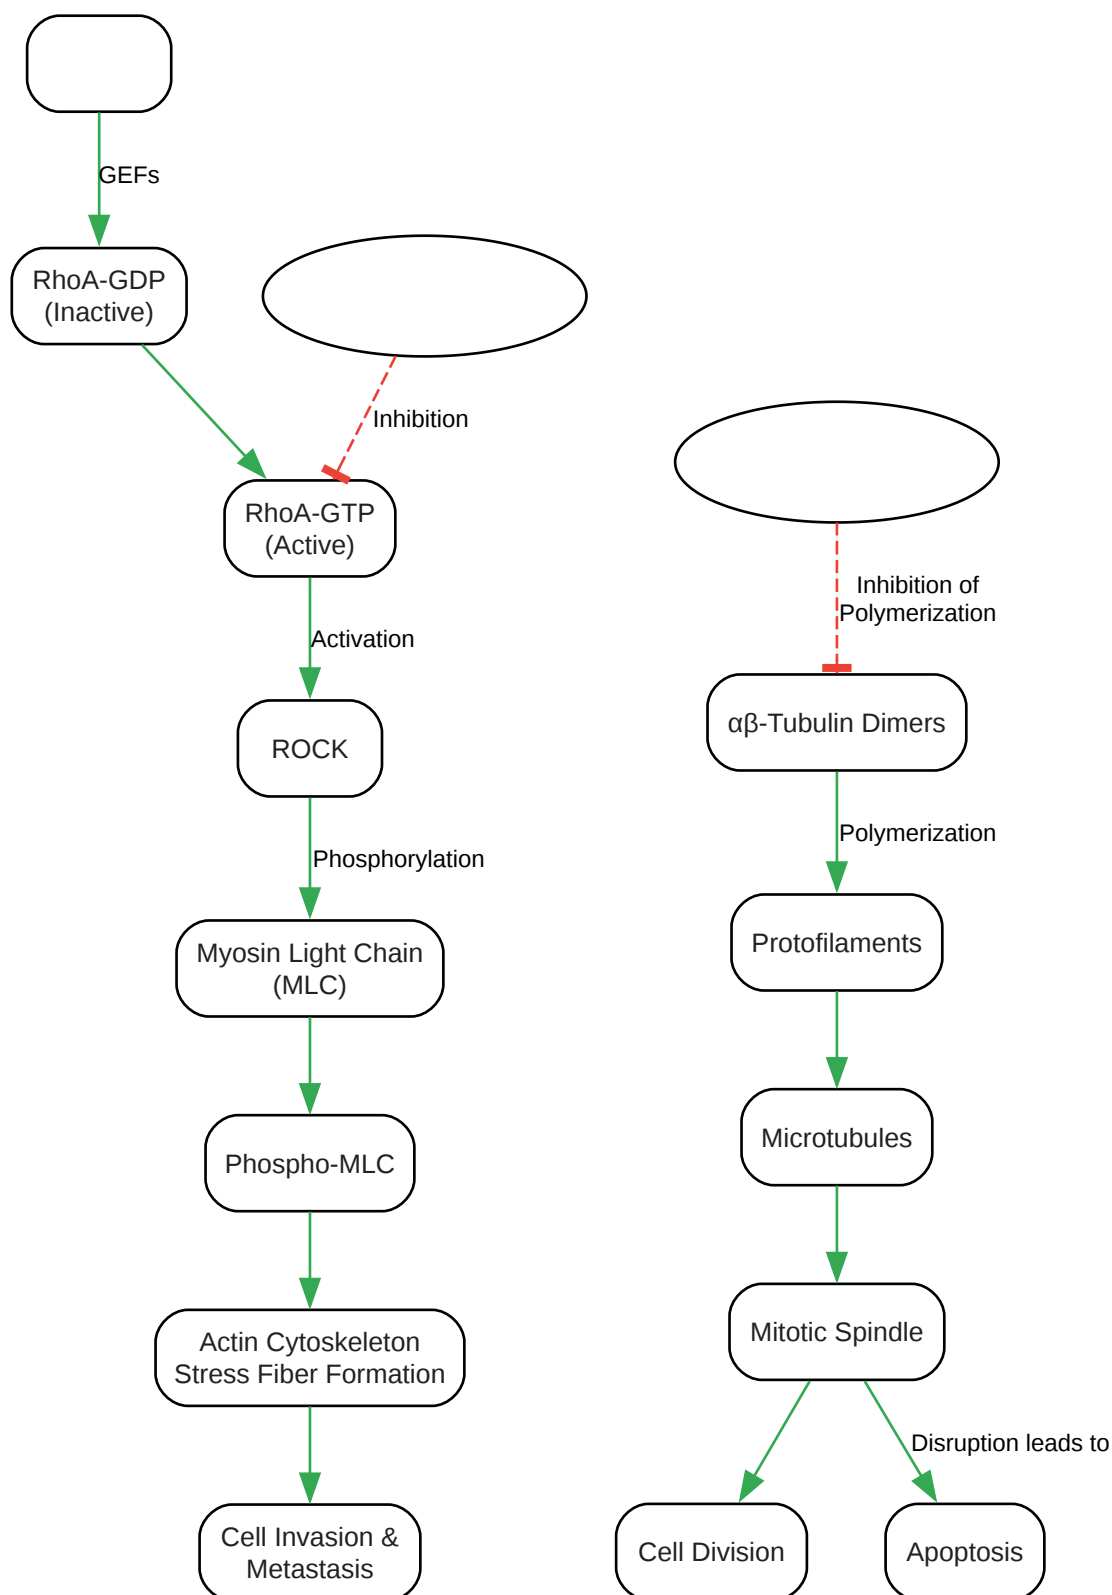 GEFs
RhoA-GDP
(Inactive)
Inhibition
RhoA-GTP
(Active)
Activation
ROCK
Phosphorylation
Myosin Light Chain
(MLC)
Phospho-MLC
Actin Cytoskeleton
Stress Fiber Formation
Cell Invasion &
Metastasis
Inhibition of
Polymerization
αβ-Tubulin Dimers
Polymerization
Protofilaments
Microtubules
Mitotic Spindle
Disruption leads to
Cell Division
Apoptosis